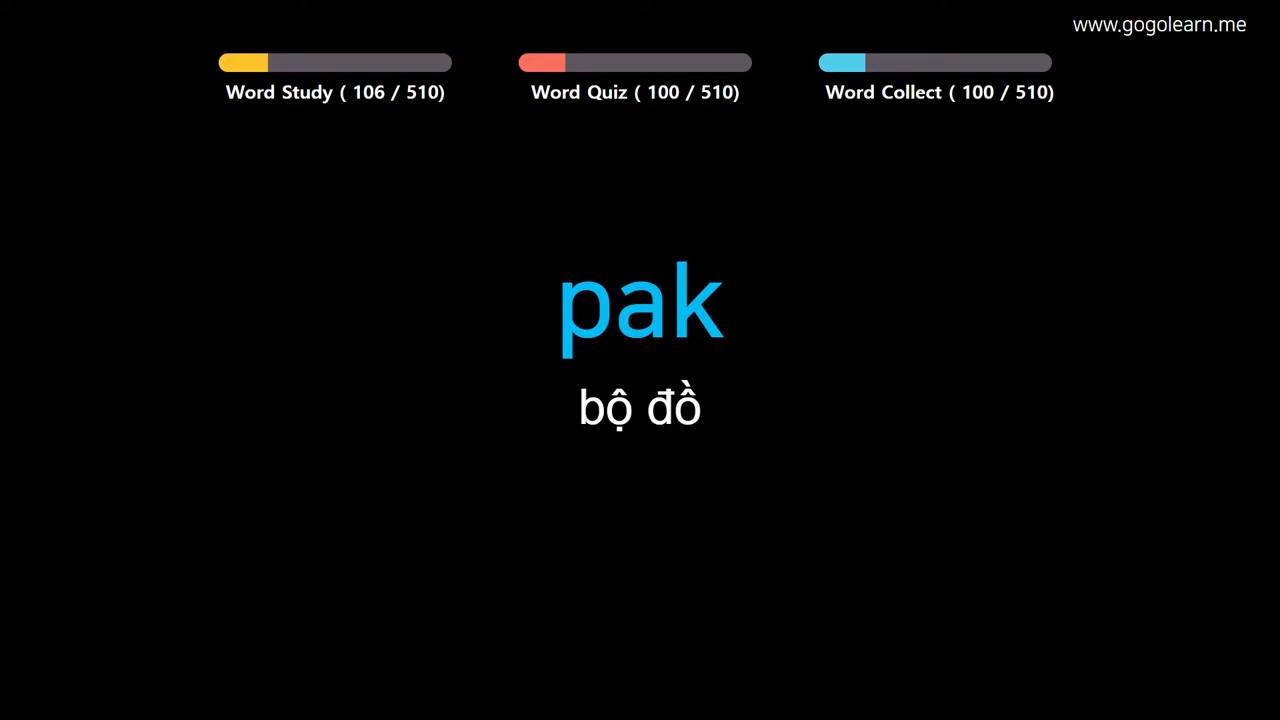 www.gogolearn.me
Word Study ( 106 / 510)
Word Quiz ( 100 / 510)
Word Collect ( 100 / 510)
pak
bộ đồ